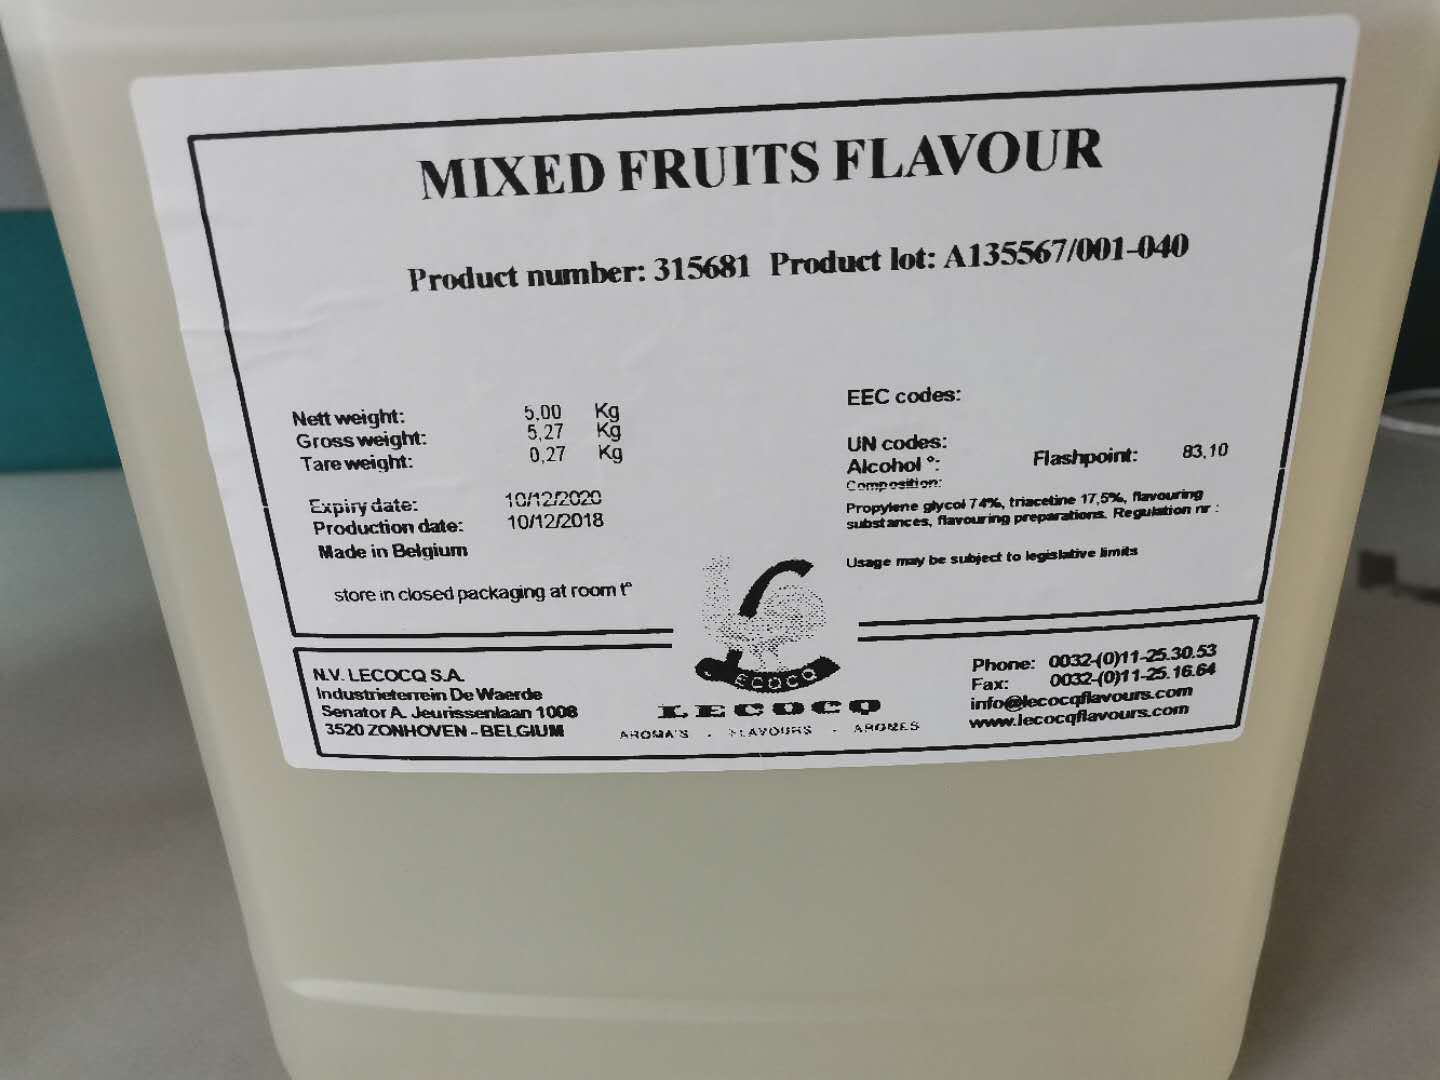 MIXED FRUITS FLAVOUR
Product number: 315681 Product lot: A135567/001-040
Nett weight: 5,00 Kg
Gross weight: 5,27 Kg
Tare weight: 0,27 Kg
Expiry date: 10/12/2020
Production date: 10/12/2018
Made in Belgium
store in closed packaging at room t°
EEC codes:
UN codes:
Alcohol °: Flashpoint: 83,10
Composition:
Propylene glycol 74%, triacetine 17,5%, flavouring
substances, flavouring preparations. Regulation nr :
Usage may be subject to legislative limits
N.V. LECOCQ S.A.
Industrieterrein De Waerde
Senator A. Jeurissenlaan 1008
3520 ZONHOVEN - BELGIUM
LECOCQ
LECOCQ
AROMA'S - FLAVOURS - AROMES
Phone: 0032-(0)11-25.30.53
Fax: 0032-(0)11-25.16.64
info@lecocqflavours.com
www.lecocqflavours.com